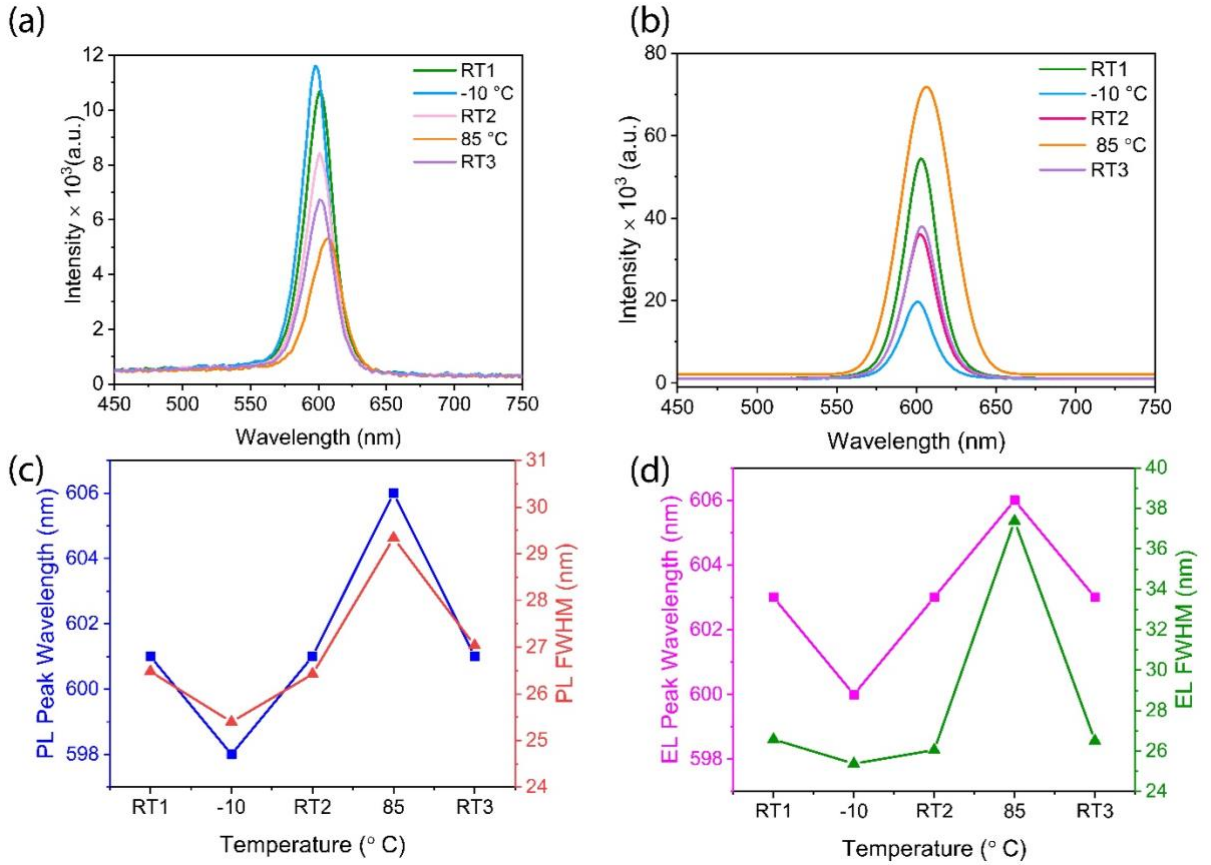 (a)
Intensity × 10³(a.u.)
12
10
8
6
4
2
0
RT1
-10 °C
RT2
85 °C
RT3
450 500 550 600 650 700 750
Wavelength (nm)
(b)
Intensity × 10³ (a.u.)
80
60
40
20
0
RT1
-10 °C
RT2
85 °C
RT3
450 500 550 600 650 700 750
Wavelength (nm)
(c)
PL Peak Wavelength (nm)
606
604
602
600
598
31
30
29
28
27
26
25
24
PL FWHM (nm)
RT1 -10 RT2 85 RT3
Temperature (° C)
(d)
EL Peak Wavelength (nm)
606
604
602
600
598
40
38
36
34
32
30
28
26
24
EL FWHM (nm)
RT1 -10 RT2 85 RT3
Temperature (° C)